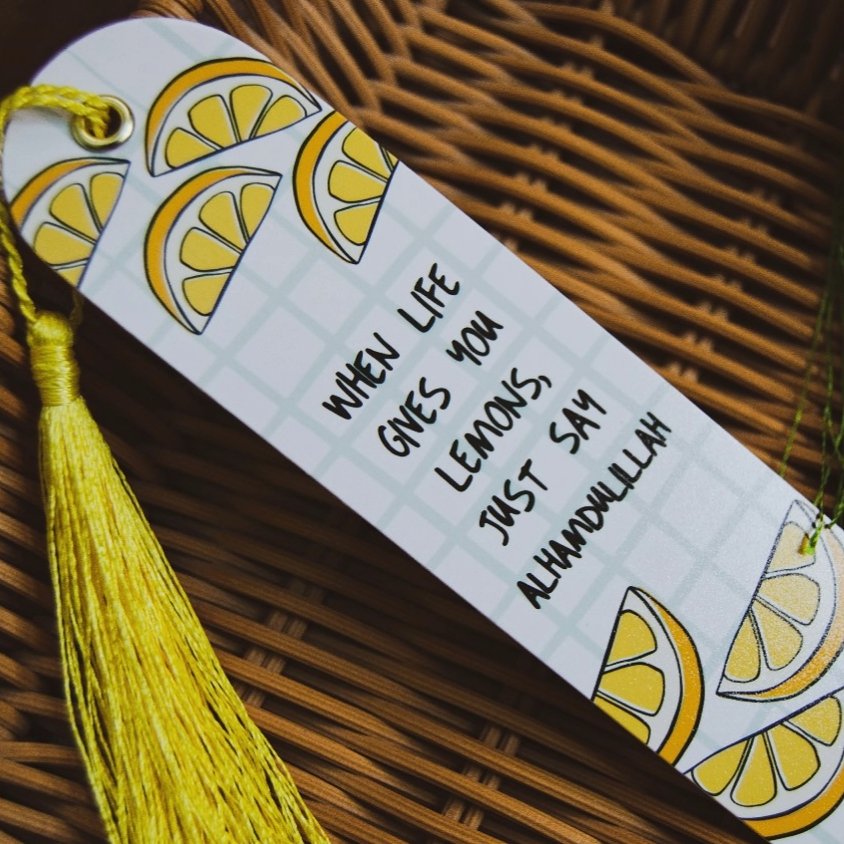 WHEN LIFE
GIVES YOU
LEMONS,
JUST SAY
ALHAMDULILLAH